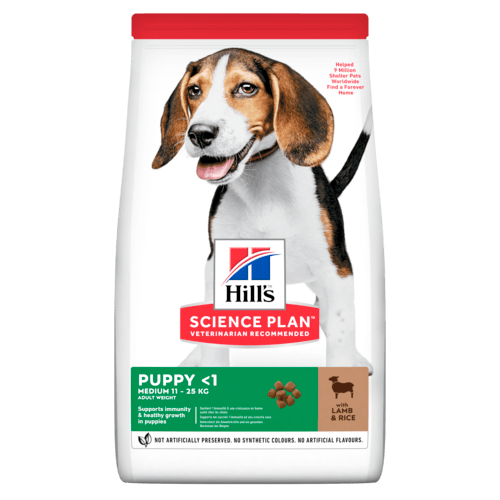 Helped
9 Million
Shelter Pets
Worldwide
Find a Forever
Home
Hill's
SCIENCE PLAN™
VETERINARIAN RECOMMENDED
PUPPY <1
MEDIUM 11 - 25 KG
ADULT WEIGHT
Supports immunity
& healthy growth
in puppies
with
LAMB
& RICE
NOT ARTIFICIALLY PRESERVED. NO SYNTHETIC COLOURS. NO ARTIFICIAL FLAVOURS.